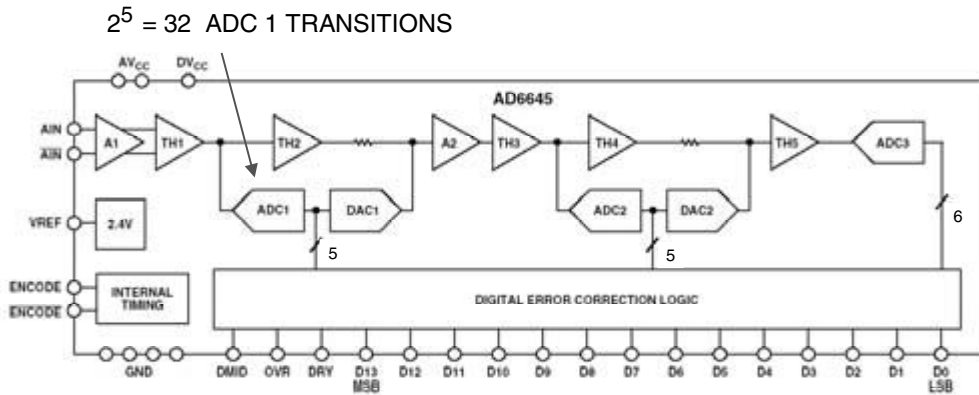 2⁵ = 32 ADC 1 TRANSITIONS
AVCC DVCC
AD6645
AIN
AIN
A1 TH1 TH2 A2 TH3 TH4 TH5 ADC3
ADC1 DAC1 ADC2 DAC2
VREF 2.4V
5 5 6
ENCODE
ENCODE
INTERNAL
TIMING
DIGITAL ERROR CORRECTION LOGIC
GND DMID OVR DRY D13 D12 D11 D10 D9 D8 D7 D6 D5 D4 D3 D2 D1 D0
MSB LSB